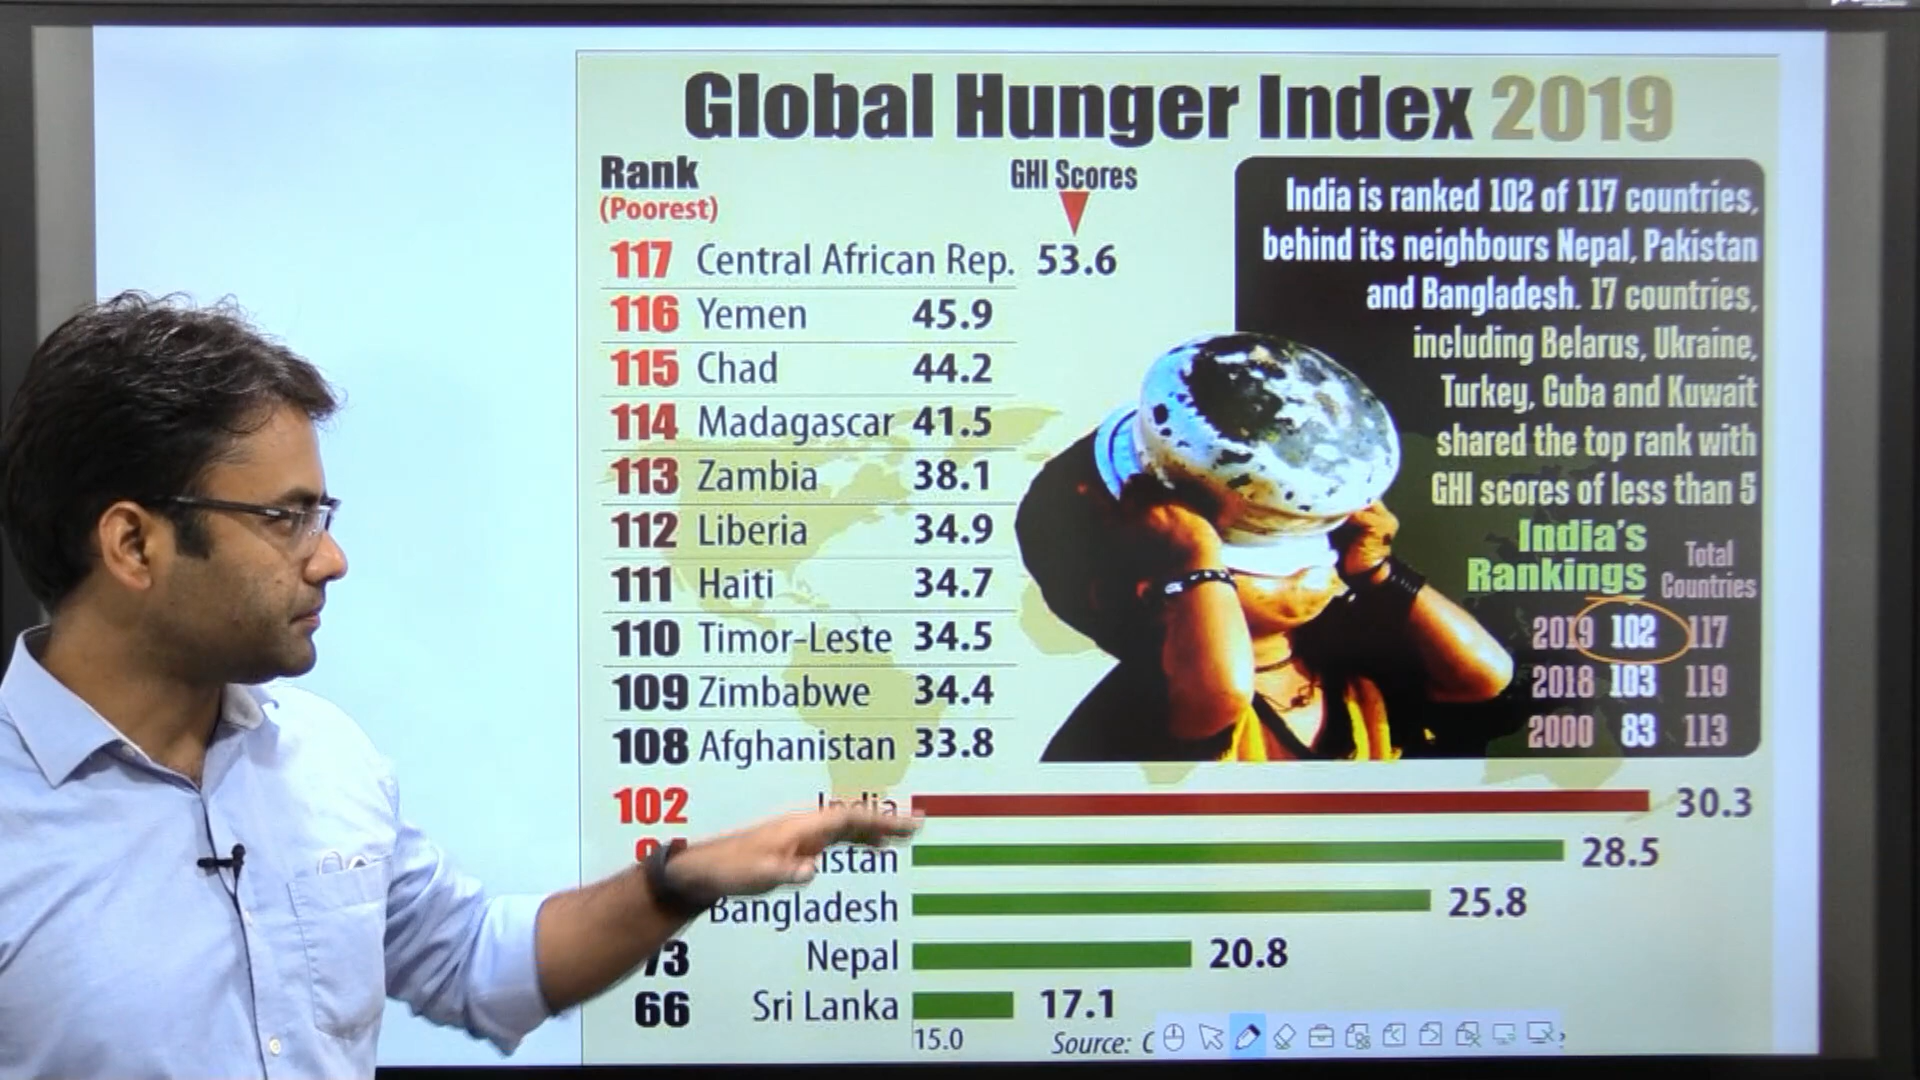 Global Hunger Index 2019
Rank
(Poorest)
GHI Scores
117 Central African Rep. 53.6
116 Yemen 45.9
115 Chad 44.2
114 Madagascar 41.5
113 Zambia 38.1
112 Liberia 34.9
111 Haiti 34.7
110 Timor-Leste 34.5
109 Zimbabwe 34.4
108 Afghanistan 33.8
India is ranked 102 of 117 countries,
behind its neighbours Nepal, Pakistan
and Bangladesh. 17 countries,
including Belarus, Ukraine,
Turkey, Cuba and Kuwait
shared the top rank with
GHI scores of less than 5
India's
Rankings
Total
Countries
2019 102 117
2018 103 119
2000 83 113
102 India 30.3
28.5
Bangladesh 25.8
73 Nepal 20.8
66 Sri Lanka 17.1
15.0
Source: